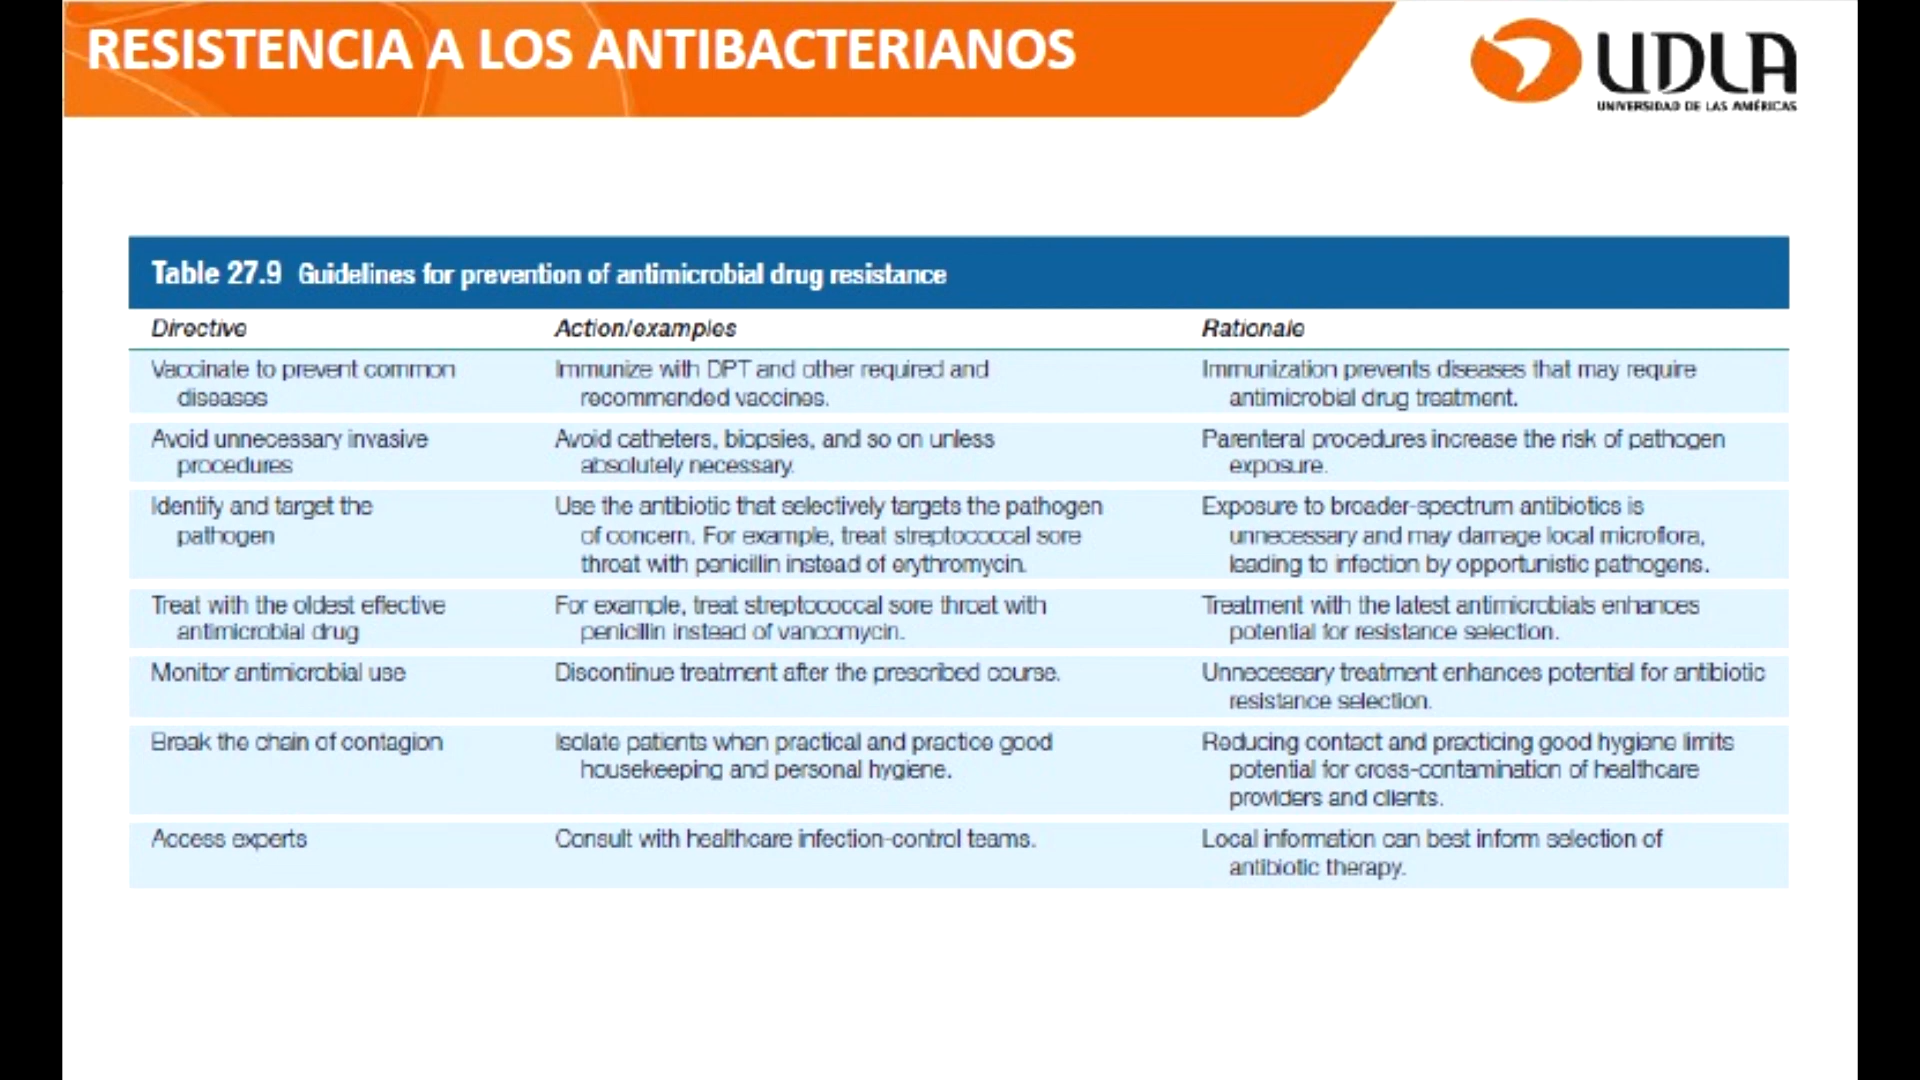 RESISTENCIA A LOS ANTIBACTERIANOS
UDLA
UNIVERSIDAD DE LAS AMÉRICAS
Table 27.9 Guidelines for prevention of antimicrobial drug resistance
Directive Action/examples Rationale
Vaccinate to prevent common Immunize with DPT and other required and Immunization prevents diseases that may require
diseases recommended vaccines. antimicrobial drug treatment.
Avoid unnecessary invasive Avoid catheters, biopsies, and so on unless Parenteral procedures increase the risk of pathogen
procedures absolutely necessary. exposure.
Identify and target the Use the antibiotic that selectively targets the pathogen Exposure to broader-spectrum antibiotics is
pathogen of concern. For example, treat streptococcal sore unnecessary and may damage local microflora,
throat with penicillin instead of erythromycin. leading to infection by opportunistic pathogens.
Treat with the oldest effective For example, treat streptococcal sore throat with Treatment with the latest antimicrobials enhances
antimicrobial drug penicillin instead of vancomycin. potential for resistance selection.
Monitor antimicrobial use Discontinue treatment after the prescribed course. Unnecessary treatment enhances potential for antibiotic
resistance selection.
Break the chain of contagion Isolate patients when practical and practice good Reducing contact and practicing good hygiene limits
housekeeping and personal hygiene. potential for cross-contamination of healthcare
providers and clients.
Access experts Consult with healthcare infection-control teams. Local information can best inform selection of
antibiotic therapy.